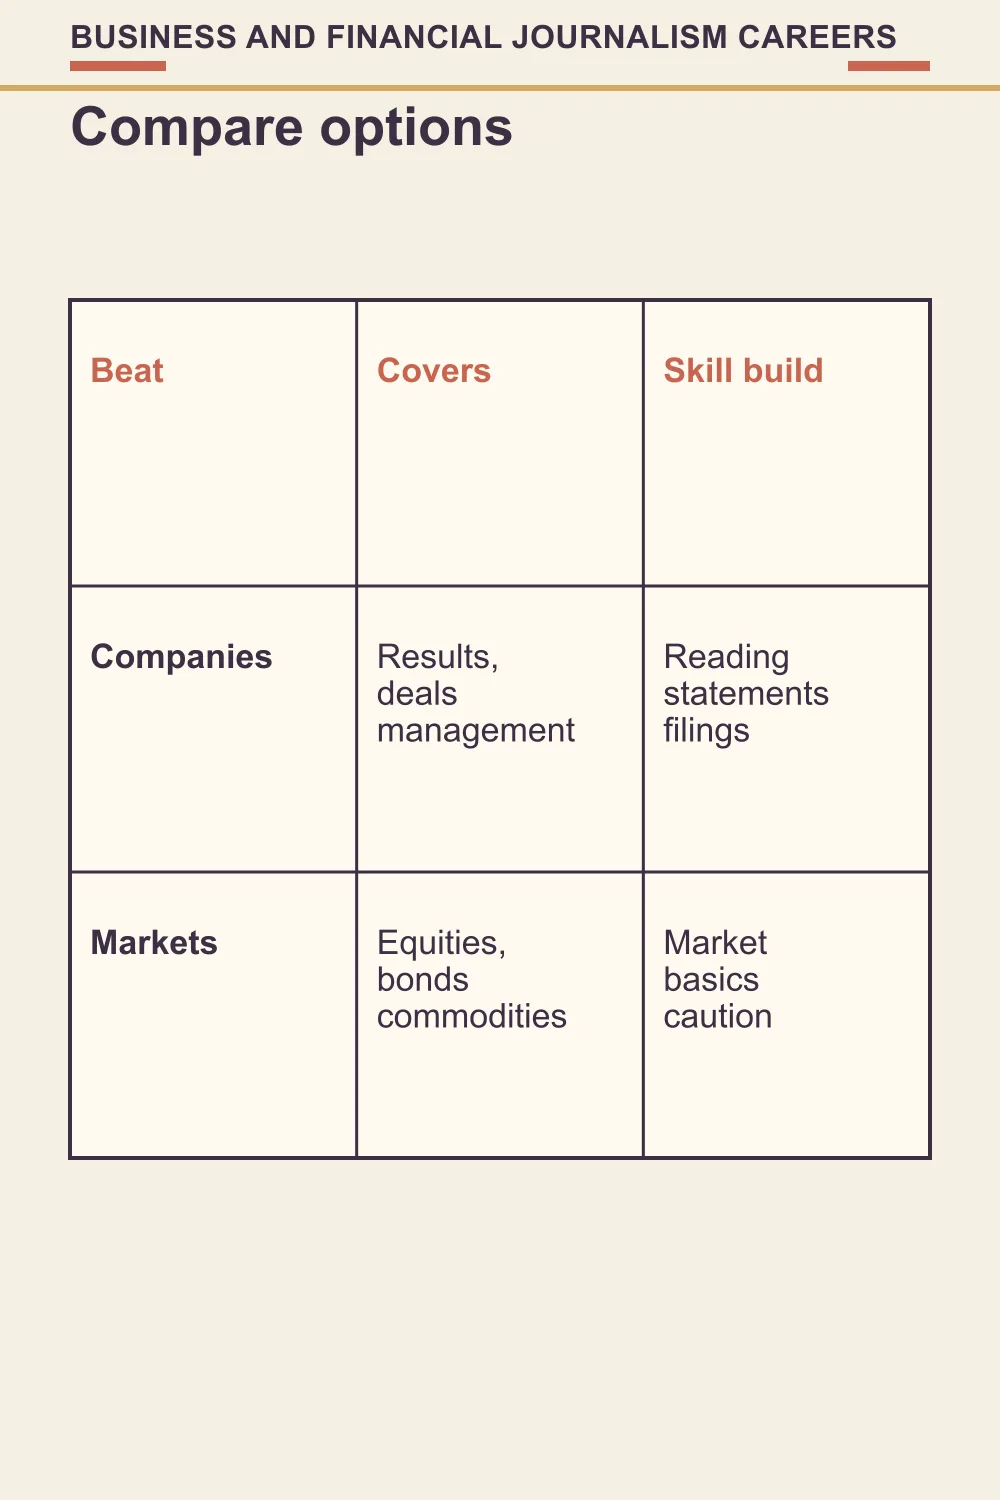 BUSINESS AND FINANCIAL JOURNALISM CAREERS
Compare options
Beat
Covers
Skill build
Companies
Results,
deals
management
Reading
statements
filings
Markets
Equities,
bonds
commodities
Market
basics
caution